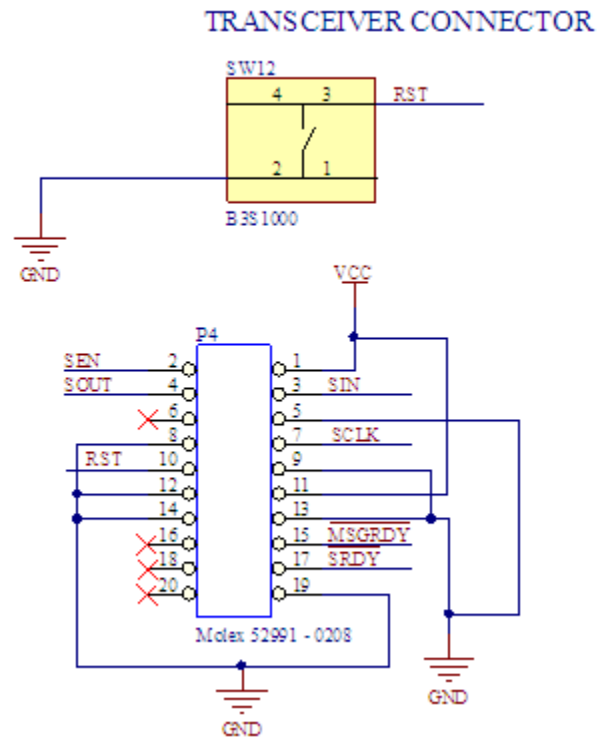 TRANSCEIVER CONNECTOR
SW12
4 3 RST
2 1
B3S1000
GND
VCC
P4
SEN 2 1
SOUT 4 3 SIN
6 5
8 7 SCLK
RST 10 9
12 11
14 13
16 15 MSGRDY
18 17 SRDY
20 19
Molex 52991 - 0208
GND
GND